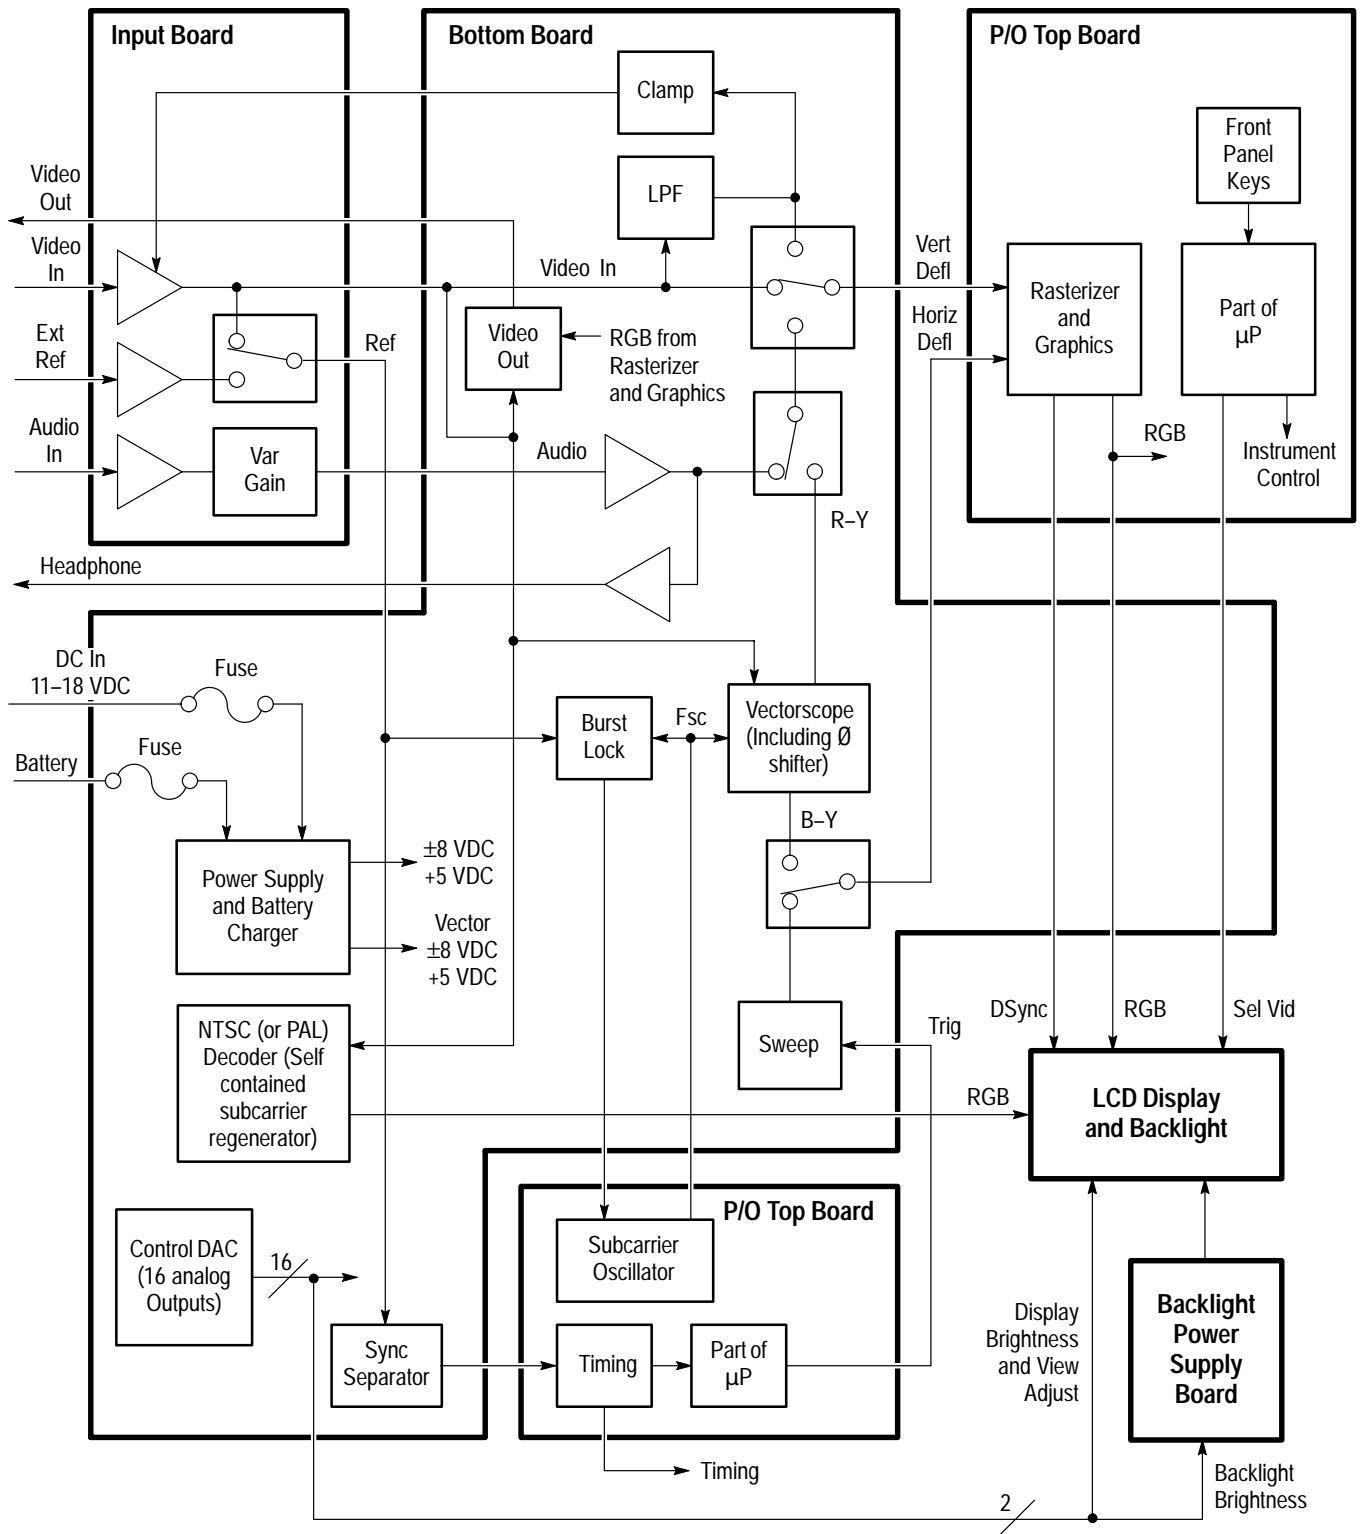 Input Board
Bottom Board
P/O Top Board
Clamp
Front
Panel
Keys
Video
Out
LPF
Video
In
Video In
Vert
Defl
Rasterizer
and
Graphics
Part of
µP
Ext
Ref
Ref
Video
Out
RGB from
Rasterizer
and Graphics
Horiz
Defl
Audio
In
Var
Gain
Audio
RGB
Instrument
Control
R–Y
Headphone
DC In
11–18 VDC
Fuse
Battery
Fuse
Burst
Lock
Fsc
Vectorscope
(Including Ø
shifter)
B–Y
Power Supply
and Battery
Charger
±8 VDC
+5 VDC
Vector
±8 VDC
+5 VDC
NTSC (or PAL)
Decoder (Self
contained
subcarrier
regenerator)
Sweep
Trig
DSync
RGB
Sel Vid
RGB
LCD Display
and Backlight
P/O Top Board
Control DAC
(16 analog
Outputs)
16
Subcarrier
Oscillator
Sync
Separator
Timing
Part of
µP
Display
Brightness
and View
Adjust
Backlight
Power
Supply
Board
Timing
2
Backlight
Brightness